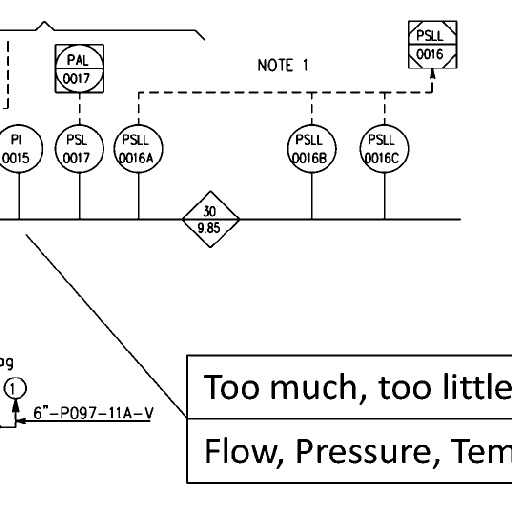 PSLL
0016
NOTE 1
PAL
0017
PI
0015
PSL
0017
PSLL
0016A
PSLL
0016B
PSLL
0016C
30
9.85
ag
1
6"-P097-11A-V
Too much, too little
Flow, Pressure, Tem